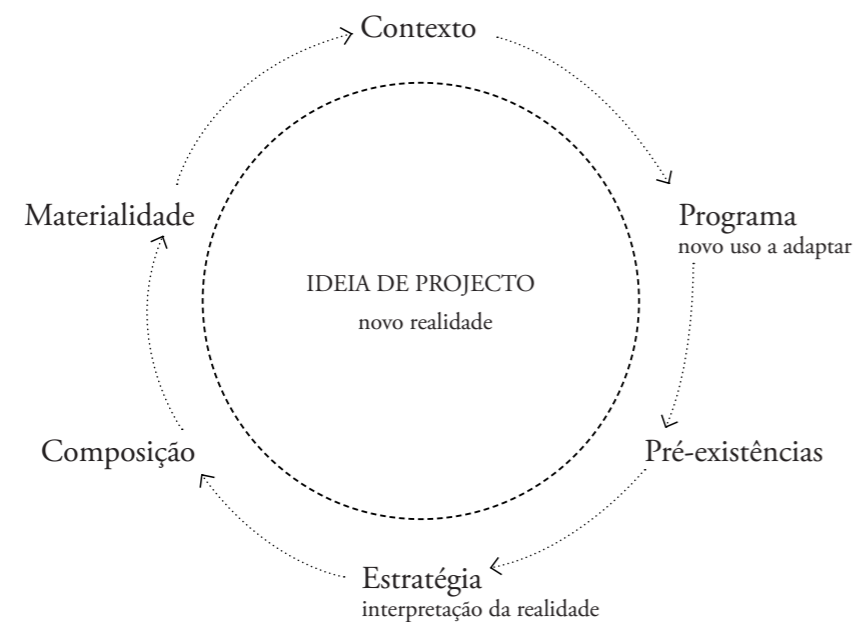 Contexto
Materialidade
Programa
novo uso a adaptar
IDEIA DE PROJECTO
novo realidade
Composição
Pré-existências
Estratégia
interpretação da realidade